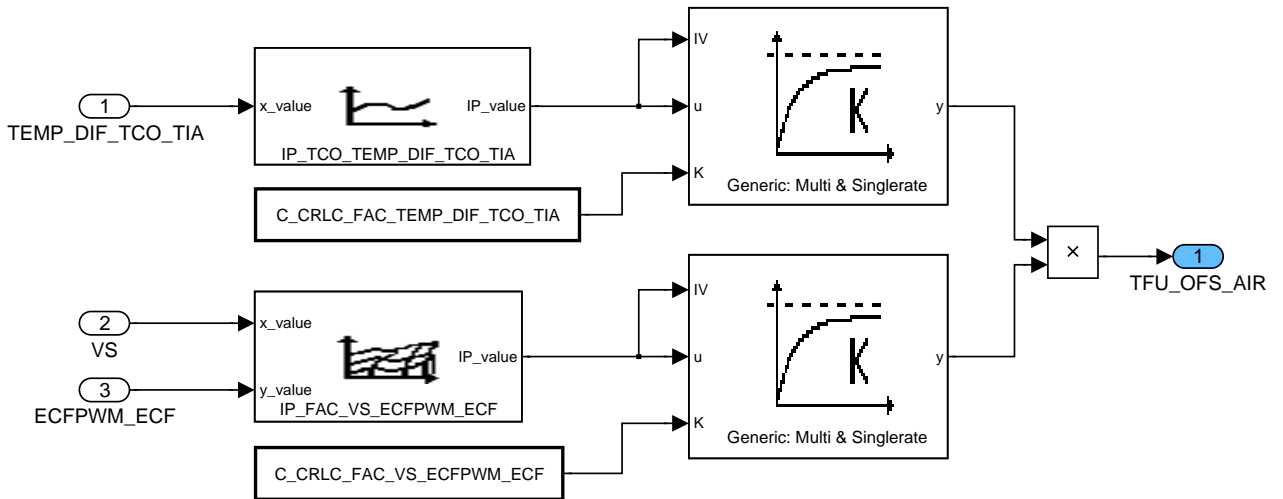 IV
1
x_value
IP_value
u
y
TEMP_DIF_TCO_TIA
IP_TCO_TEMP_DIF_TCO_TIA
K
K
Generic: Multi & Singlerate
C_CRLC_FAC_TEMP_DIF_TCO_TIA
×
1
TFU_OFS_AIR
IV
2
x_value
VS
IP_value
u
y
K
3
y_value
ECFPWM_ECF
IP_FAC_VS_ECFPWM_ECF
K
Generic: Multi & Singlerate
C_CRLC_FAC_VS_ECFPWM_ECF